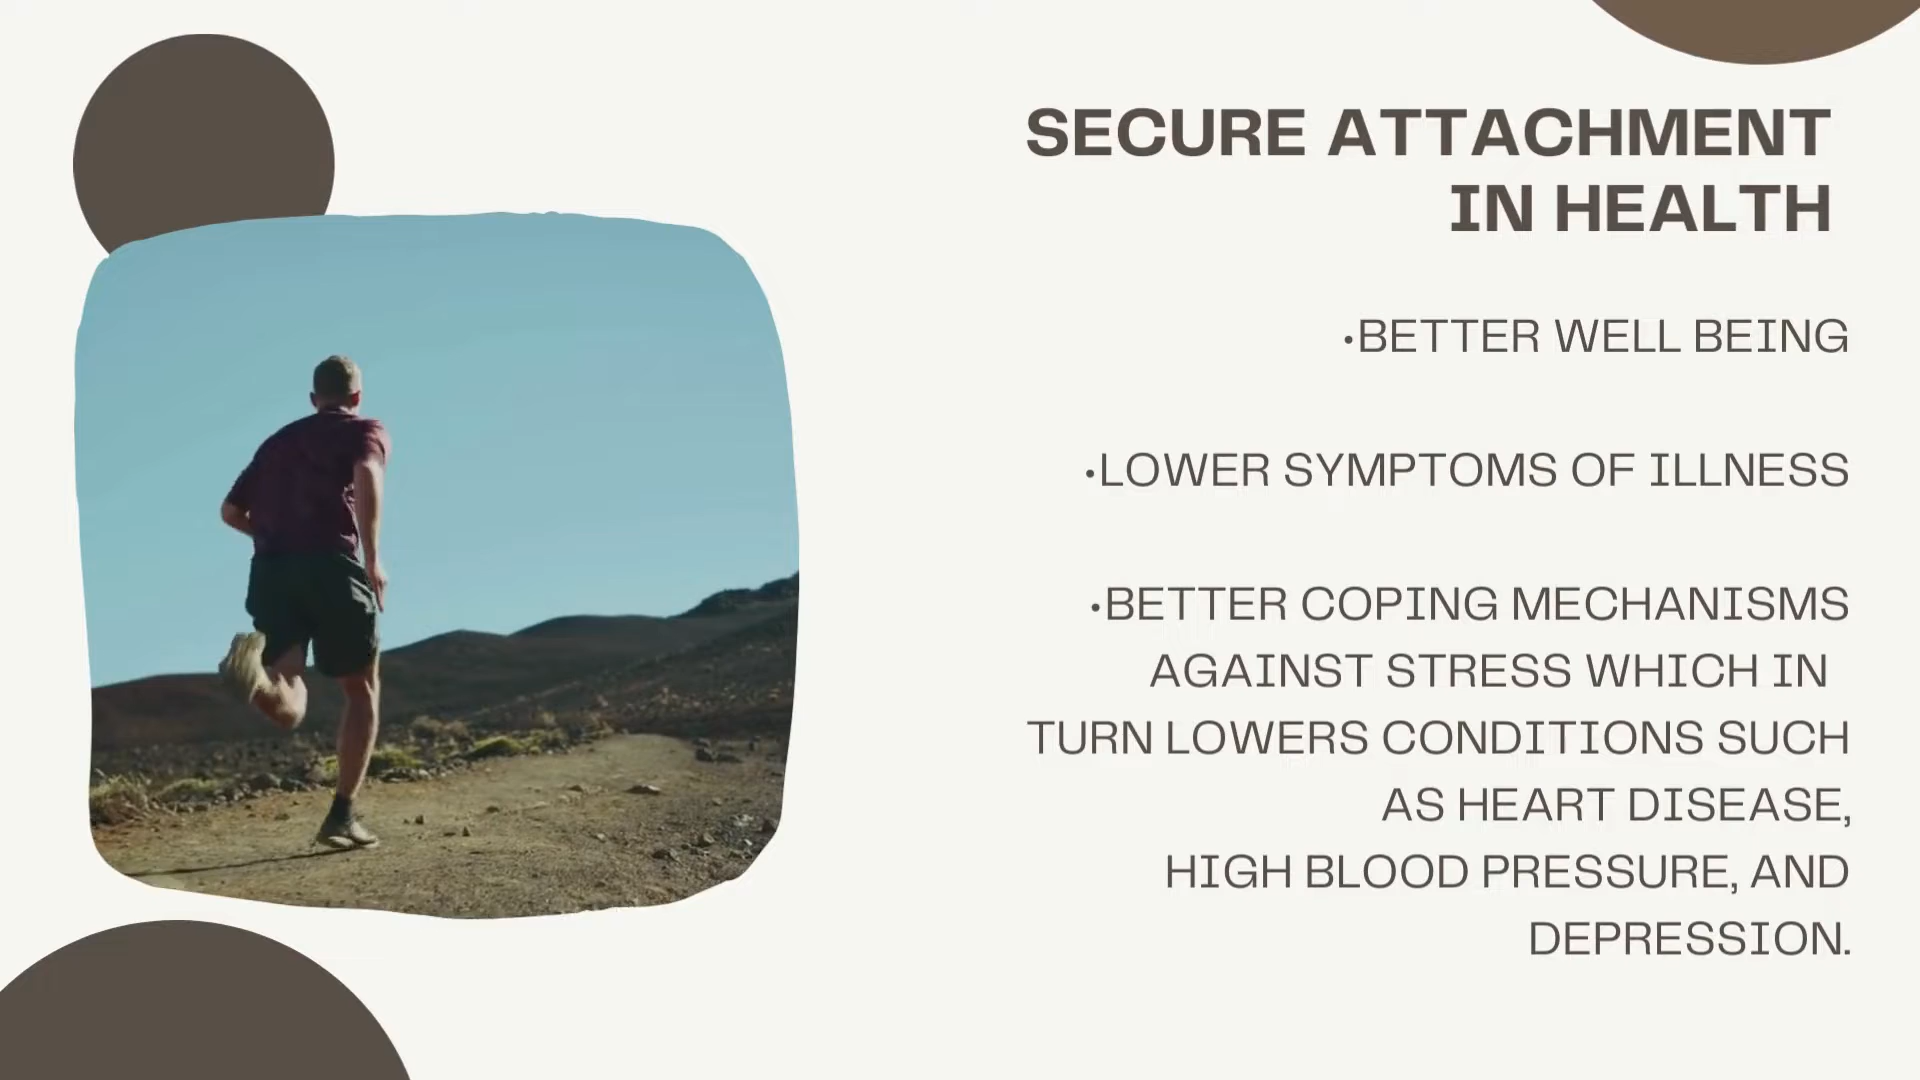 SECURE ATTACHMENT
IN HEALTH
•BETTER WELL BEING
•LOWER SYMPTOMS OF ILLNESS
•BETTER COPING MECHANISMS
AGAINST STRESS WHICH IN
TURN LOWERS CONDITIONS SUCH
AS HEART DISEASE,
HIGH BLOOD PRESSURE, AND
DEPRESSION.